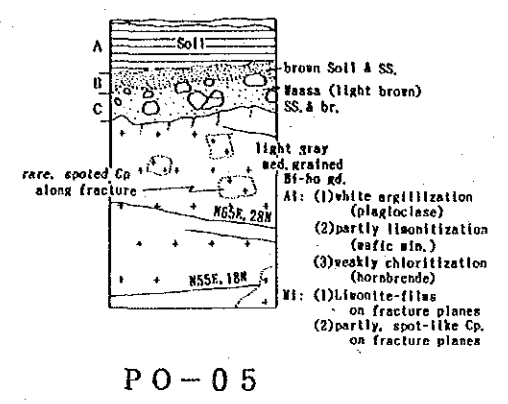 A
Soil
brown Soil & SS.
B
Maasa (light brown)
SS. & br.
C
light gray
med. grained
Bi-ho gd.
rare, spoted Cp
along fracture
Al: (1)white argillization
(plagioclase)
(2)partly limonitization
(mafic min.)
(3)weakly chloritization
(hornbrende)
N65E, 28N
N55E, 18N
Mi: (1)Limonite-films
on fracture planes
(2)partly, spot-like Cp.
on fracture planes
PO-05